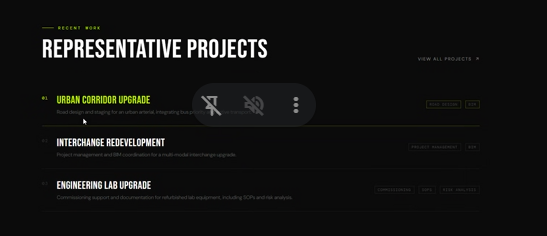 RECENT WORK
REPRESENTATIVE PROJECTS
VIEW ALL PROJECTS ↗
01
URBAN CORRIDOR UPGRADE
Road design and staging for an urban arterial, integrating bus
ROAD DESIGN
BIM
02
INTERCHANGE REDEVELOPMENT
Project management and BIM coordination for a multi-modal interchange upgrade.
PROJECT MANAGEMENT
BIM
03
ENGINEERING LAB UPGRADE
Commissioning support and documentation for refurbished lab equipment, including SOPs and risk analysis.
COMMISSIONING
SOPS
RISK ANALYSIS